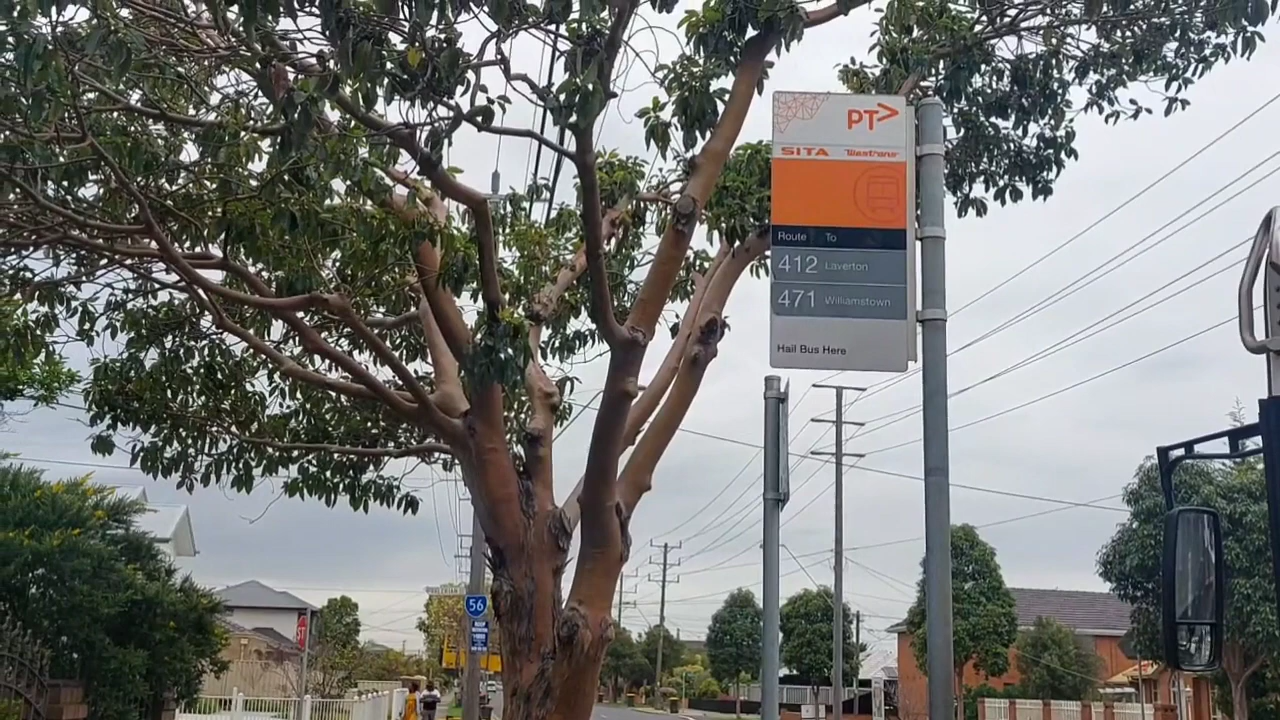 PT>
SITA Westrans
Route To
412 Laverton
471 Williamstown
Hail Bus Here
56